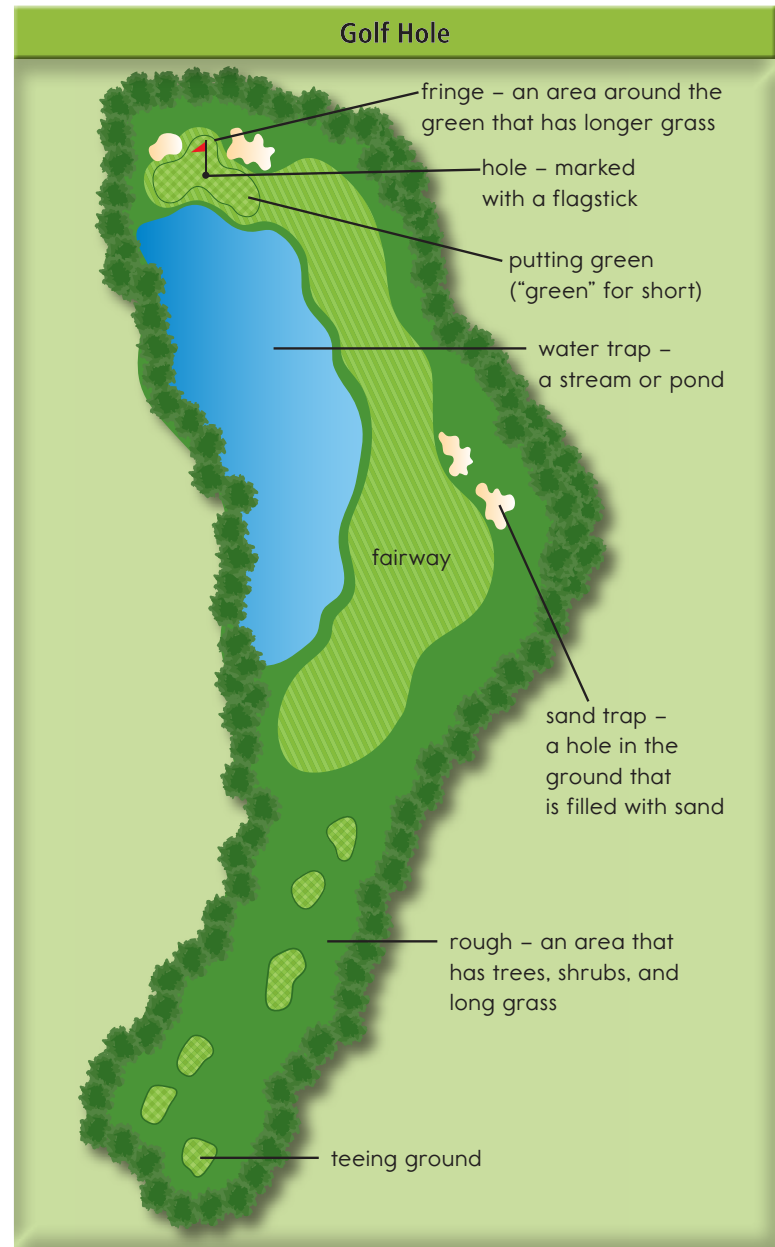 Golf Hole
fringe – an area around the
green that has longer grass
hole – marked
with a flagstick
putting green
(“green” for short)
water trap –
a stream or pond
fairway
sand trap –
a hole in the
ground that
is filled with sand
rough – an area that
has trees, shrubs, and
long grass
teeing ground